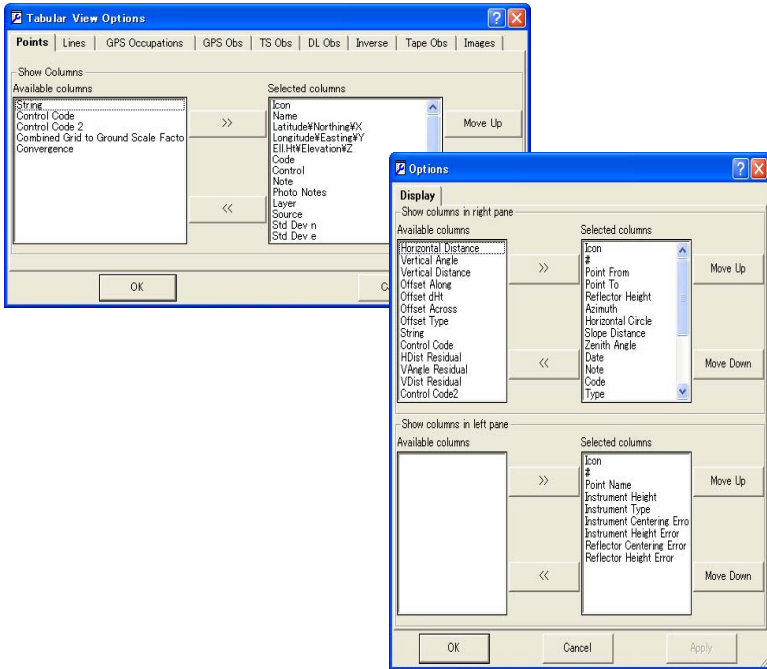 Tabular View Options
Points Lines GPS Occupations GPS Obs TS Obs DL Obs Inverse Tape Obs Images
Show Columns
Available columns
String
Control Code
Control Code 2
Combined Grid to Ground Scale Facto
Convergence
>>
<<
Selected columns
Icon
Name
Latitude¥Northing¥X
Longitude¥Easting¥Y
Ell.Ht¥Elevation¥Z
Code
Control
Note
Photo Notes
Layer
Source
Std Dev n
Std Dev e
Move Up
OK
Options
Display
Show columns in right pane
Available columns
Horizontal Distance
Vertical Angle
Vertical Distance
Offset Along
Offset dHt
Offset Across
Offset Type
String
Control Code
HDist Residual
VAngle Residual
VDist Residual
Control Code2
>>
<<
Selected columns
Icon
#
Point From
Point To
Reflector Height
Azimuth
Horizontal Circle
Slope Distance
Zenith Angle
Date
Note
Code
Type
Move Up
Move Down
Show columns in left pane
Available columns
>>
<<
Selected columns
Icon
#
Point Name
Instrument Height
Instrument Type
Instrument Centering Erro
Instrument Height Error
Reflector Centering Error
Reflector Height Error
Move Up
Move Down
OK Cancel Apply